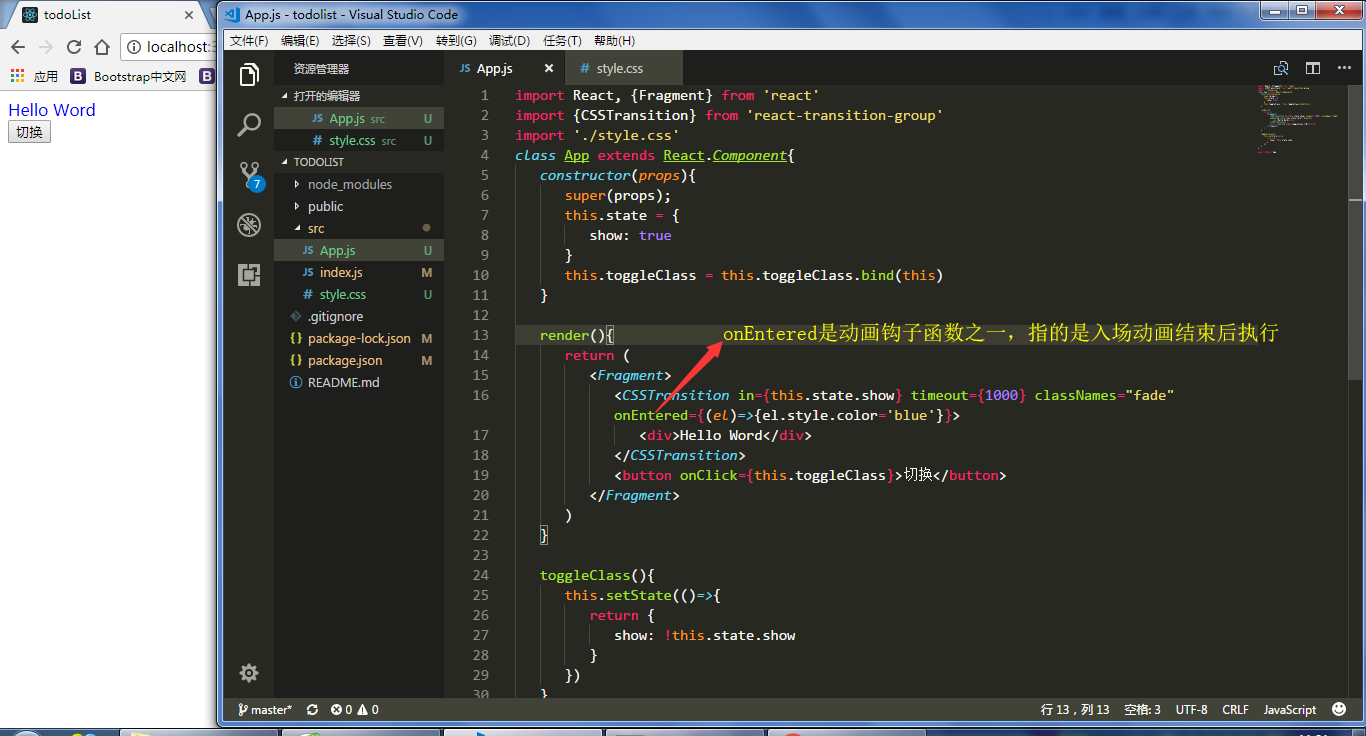 todoList
App.js - todolist - Visual Studio Code
文件(F) 编辑(E) 选择(S) 查看(V) 转到(G) 调试(D) 任务(T) 帮助(H)
localhost:3
应用 Bootstrap中文网
Hello Word
切换
资源管理器
打开的编辑器
JS App.js src U
# style.css src U
TODOLIST
node_modules
public
src
JS App.js U
JS index.js M
# style.css U
.gitignore
{} package-lock.json M
{} package.json M
README.md
7
JS App.js × # style.css
1 import React, {Fragment} from 'react'
2 import {CSSTransition} from 'react-transition-group'
3 import './style.css'
4 class App extends React.Component{
5 constructor(props){
6 super(props);
7 this.state = {
8 show: true
9 }
10 this.toggleClass = this.toggleClass.bind(this)
11 }
12
13 render(){
onEntered是动画钩子函数之一，指的是入场动画结束后执行
14 return (
15 <Fragment>
16 <CSSTransition in={this.state.show} timeout={1000} classNames="fade"
onEntered={(el)=>{el.style.color='blue'}}>
17 <div>Hello Word</div>
18 </CSSTransition>
19 <button onClick={this.toggleClass}>切换</button>
20 </Fragment>
21 )
22 }
23
24 toggleClass(){
25 this.setState(()=>{
26 return {
27 show: !this.state.show
28 }
29 })
30 }
master* 0 0 行 13，列 13 空格: 3 UTF-8 CRLF JavaScript